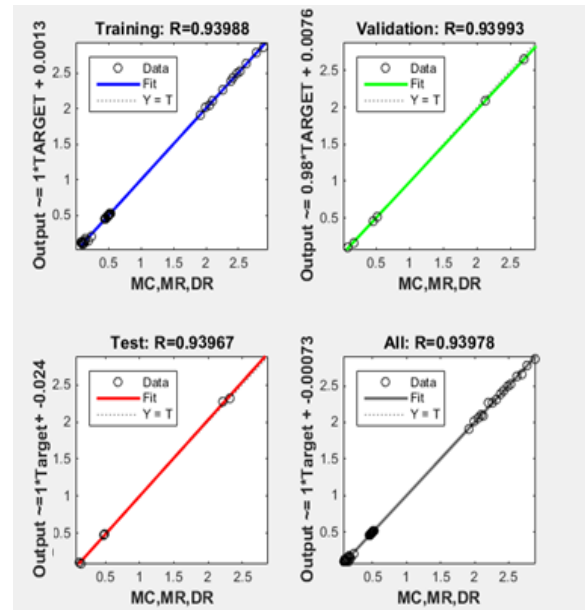 Training: R=0.93988
Output ~= 1*TARGET + 0.0013
2.5
2
1.5
1
0.5
Data
Fit
Y = T
0.5 1 1.5 2 2.5
MC,MR,DR
Validation: R=0.93993
Output ~= 0.98*TARGET + 0.0076
2.5
2
1.5
1
0.5
Data
Fit
Y = T
0.5 1 1.5 2 2.5
MC,MR,DR
Test: R=0.93967
Output ~=1*Target+ -0.024
2.5
2
1.5
1
0.5
Data
Fit
Y = T
0.5 1 1.5 2 2.5
MC,MR,DR
All: R=0.93978
Output ~=1*Target + -0.00073
2.5
2
1.5
1
0.5
Data
Fit
Y = T
0.5 1 1.5 2 2.5
MC,MR,DR